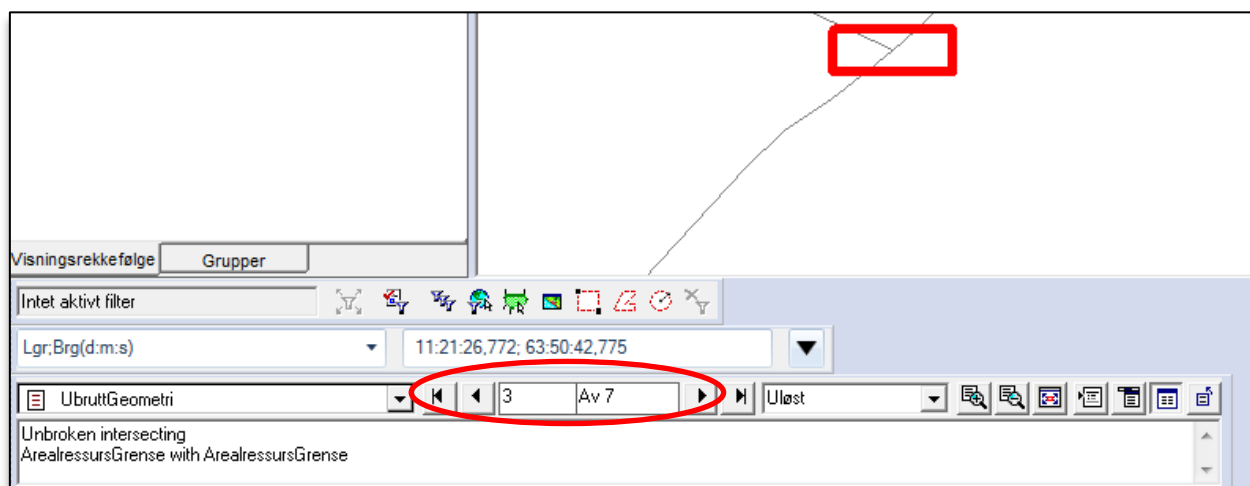 Visningsrekkefølge Grupper
Intet aktivt filter
Lgr;Brg(d:m:s) 11:21:26,772; 63:50:42,775
UbruttGeometri 3 Av 7 Uløst
Unbroken intersecting
ArealressursGrense with ArealressursGrense